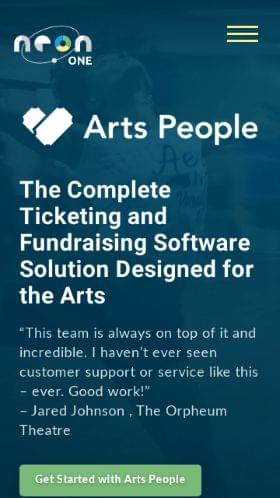 neon
ONE
Arts People
The Complete
Ticketing and
Fundraising Software
Solution Designed for
the Arts
“This team is always on top of it and
incredible. I haven’t ever seen
customer support or service like this
– ever. Good work!”
– Jared Johnson , The Orpheum
Theatre
Get Started with Arts People